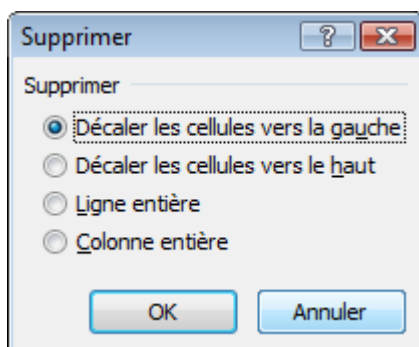 Supprimer
Supprimer
Décaler les cellules vers la gauche
Décaler les cellules vers le haut
Ligne entière
Colonne entière
OK
Annuler